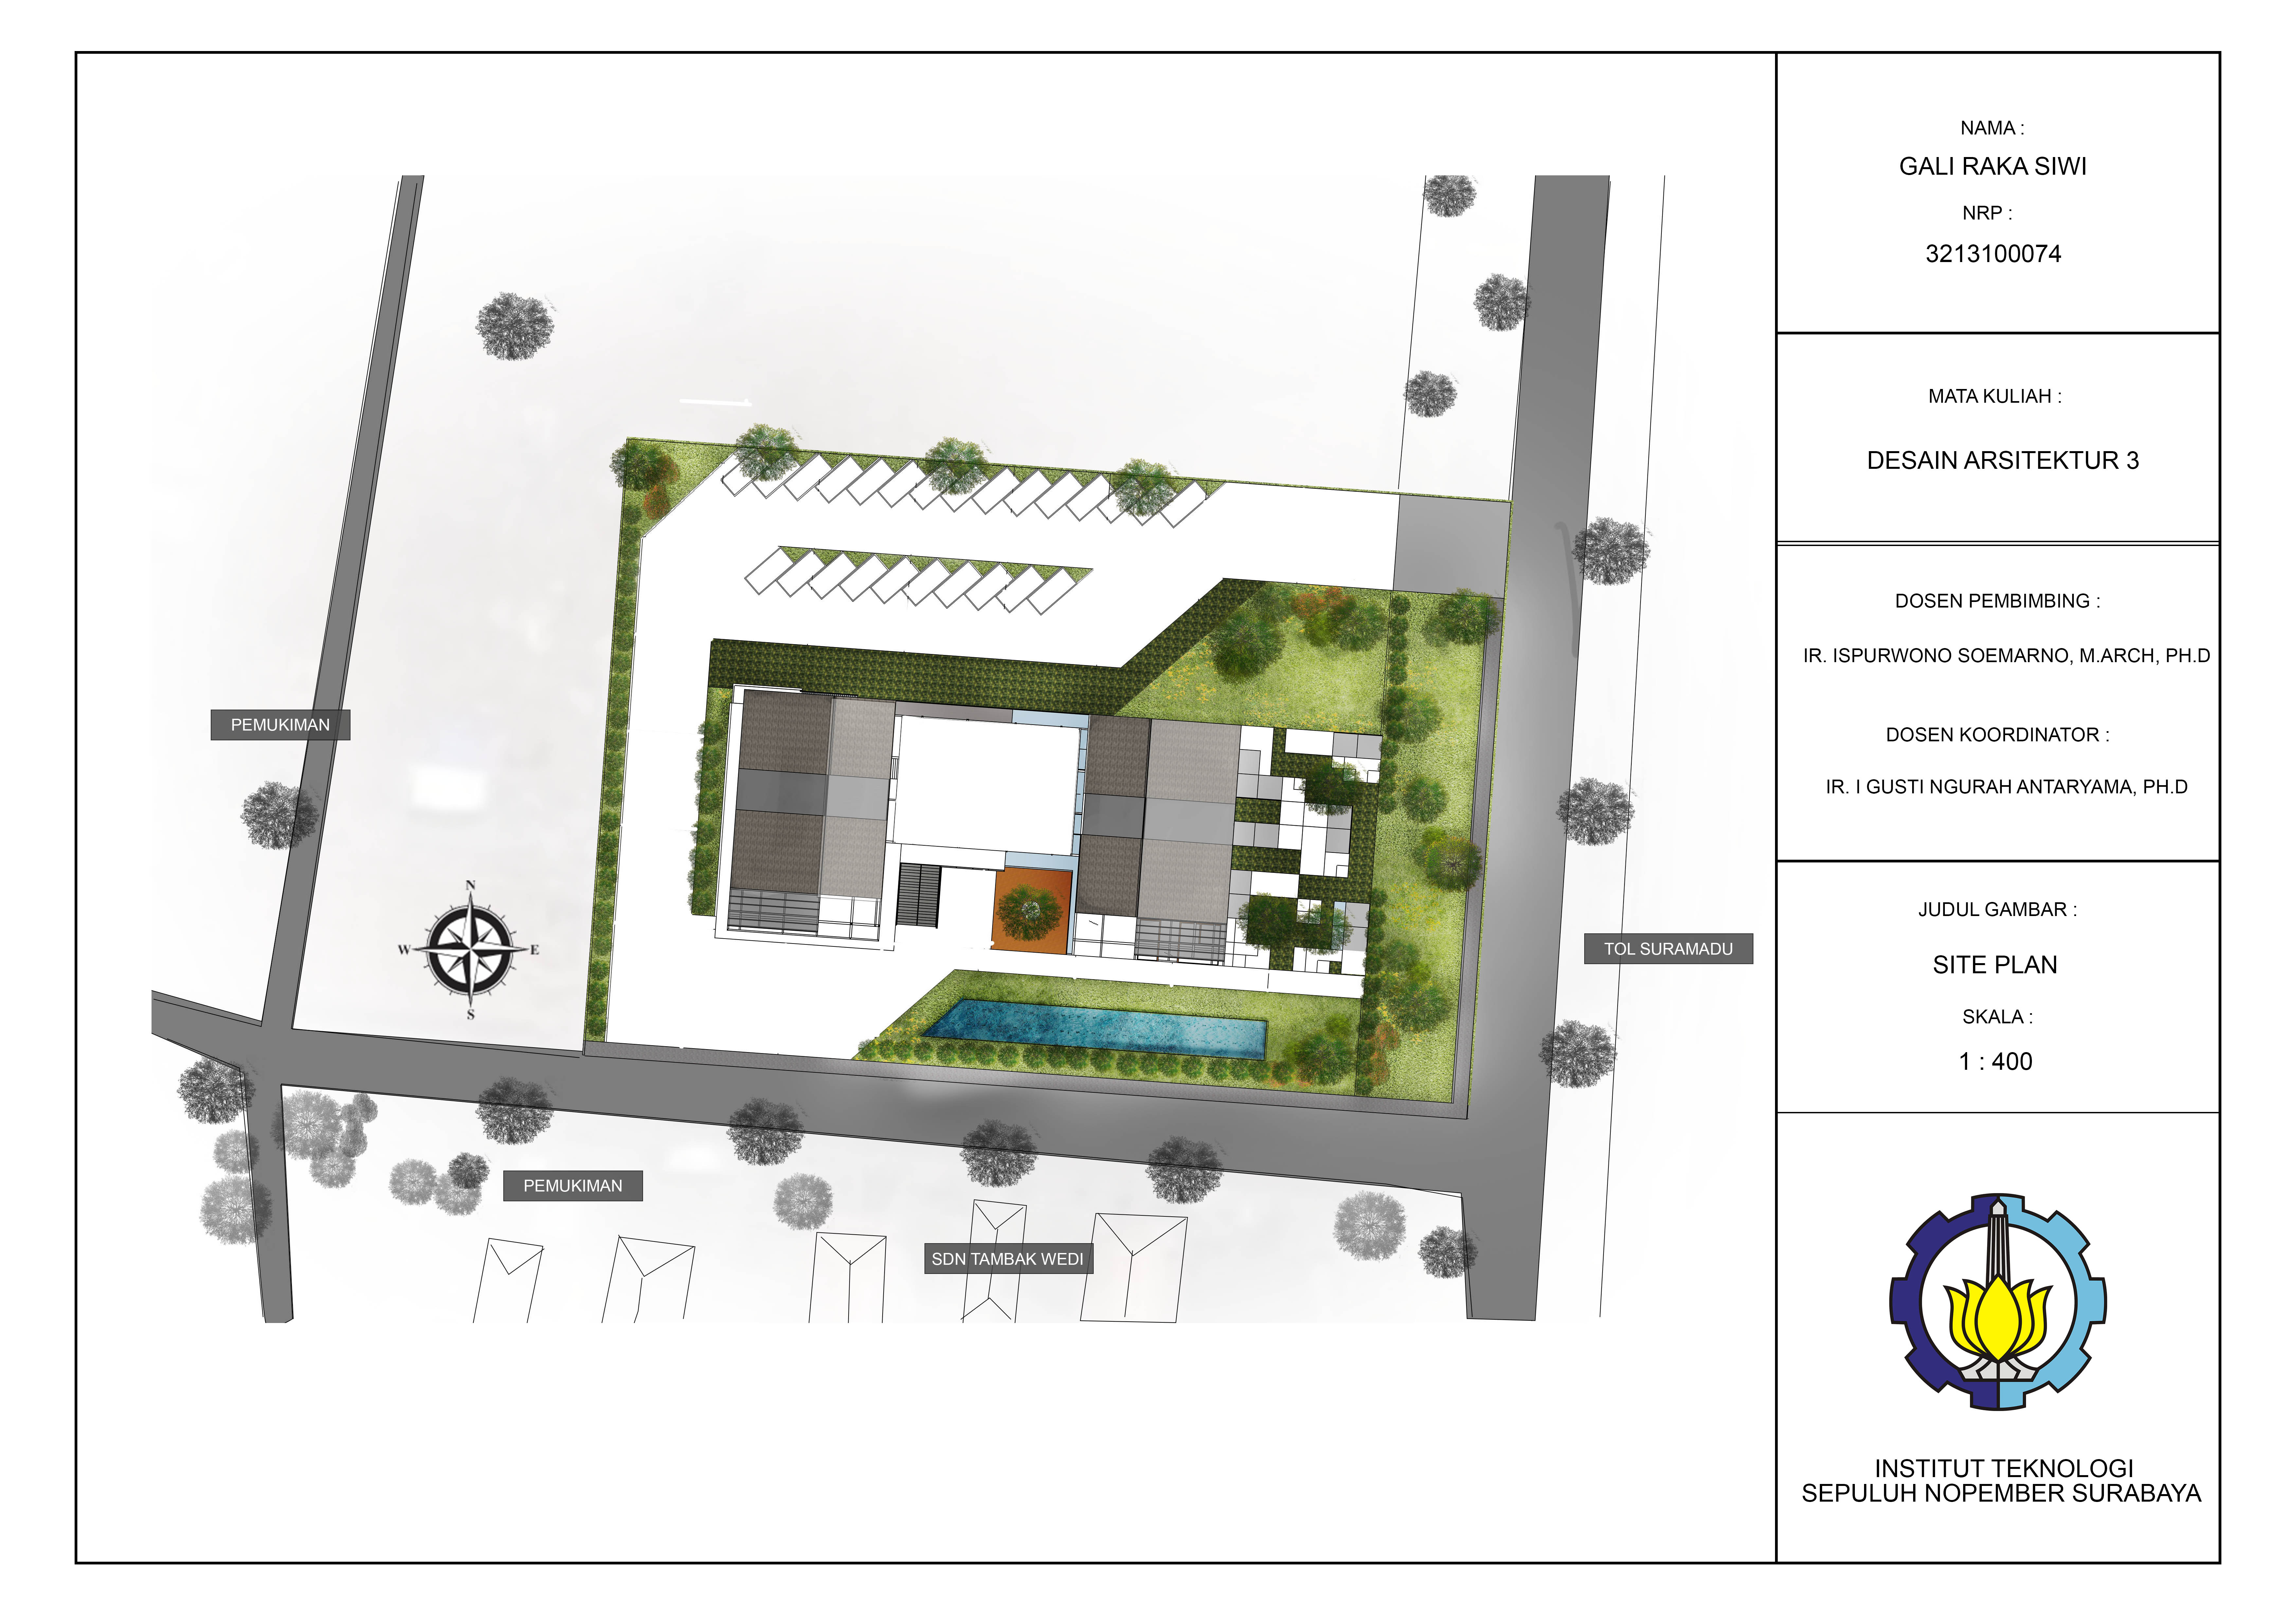 NAMA :
GALI RAKA SIWI
NRP :
3213100074
MATA KULIAH :
DESAIN ARSITEKTUR 3
DOSEN PEMBIMBING :
IR. ISPURWONO SOEMARNO, M.ARCH, PH.D
DOSEN KOORDINATOR :
IR. I GUSTI NGURAH ANTARYAMA, PH.D
JUDUL GAMBAR :
SITE PLAN
SKALA :
1 : 400
INSTITUT TEKNOLOGI
SEPULUH NOPEMBER SURABAYA
PEMUKIMAN
N
W
E
S
TOL SURAMADU
PEMUKIMAN
SDN TAMBAK WEDI